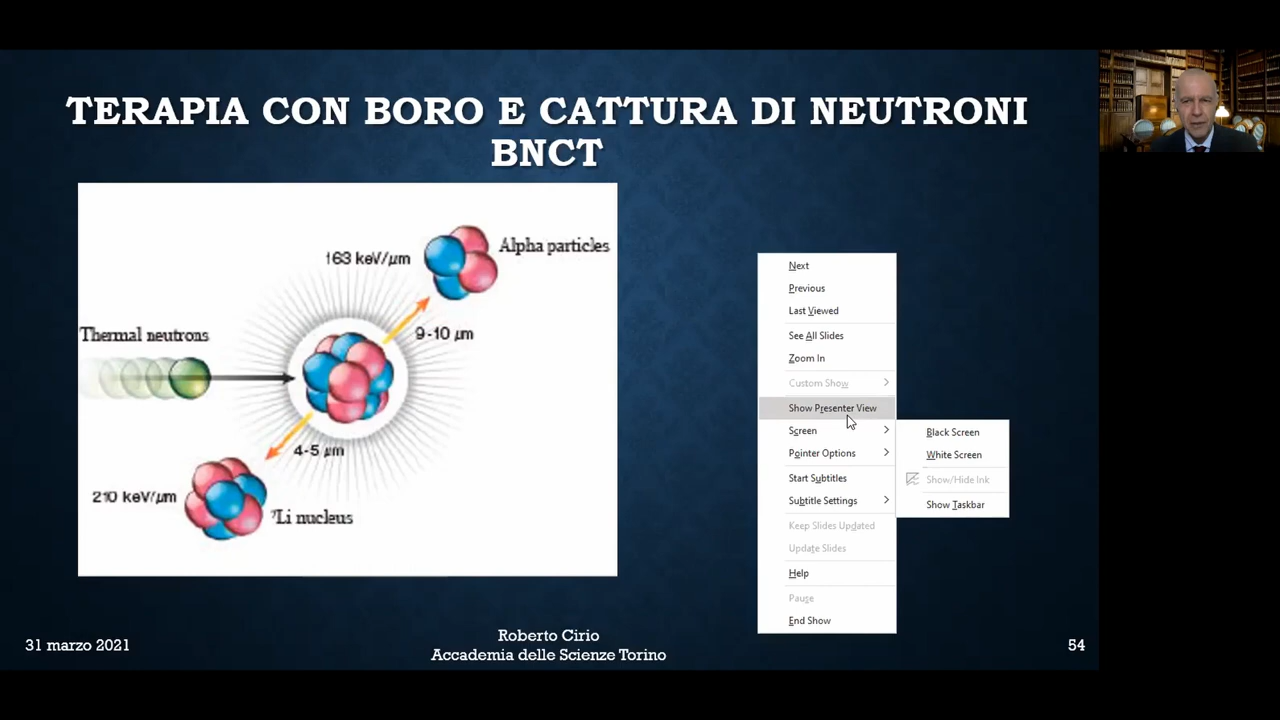 TERAPIA CON BORO E CATTURA DI NEUTRONI
BNCT
163 keV/μm
Alpha particles
Thermal neutrons
9-10 μm
4-5 μm
210 keV/μm
⁷Li nucleus
Next
Previous
Last Viewed
See All Slides
Zoom In
Custom Show
Show Presenter View
Screen
Pointer Options
Start Subtitles
Subtitle Settings
Keep Slides Updated
Update Slides
Help
Pause
End Show
Black Screen
White Screen
Show/Hide Ink
Show Taskbar
31 marzo 2021
Roberto Cirio
Accademia delle Scienze Torino
54